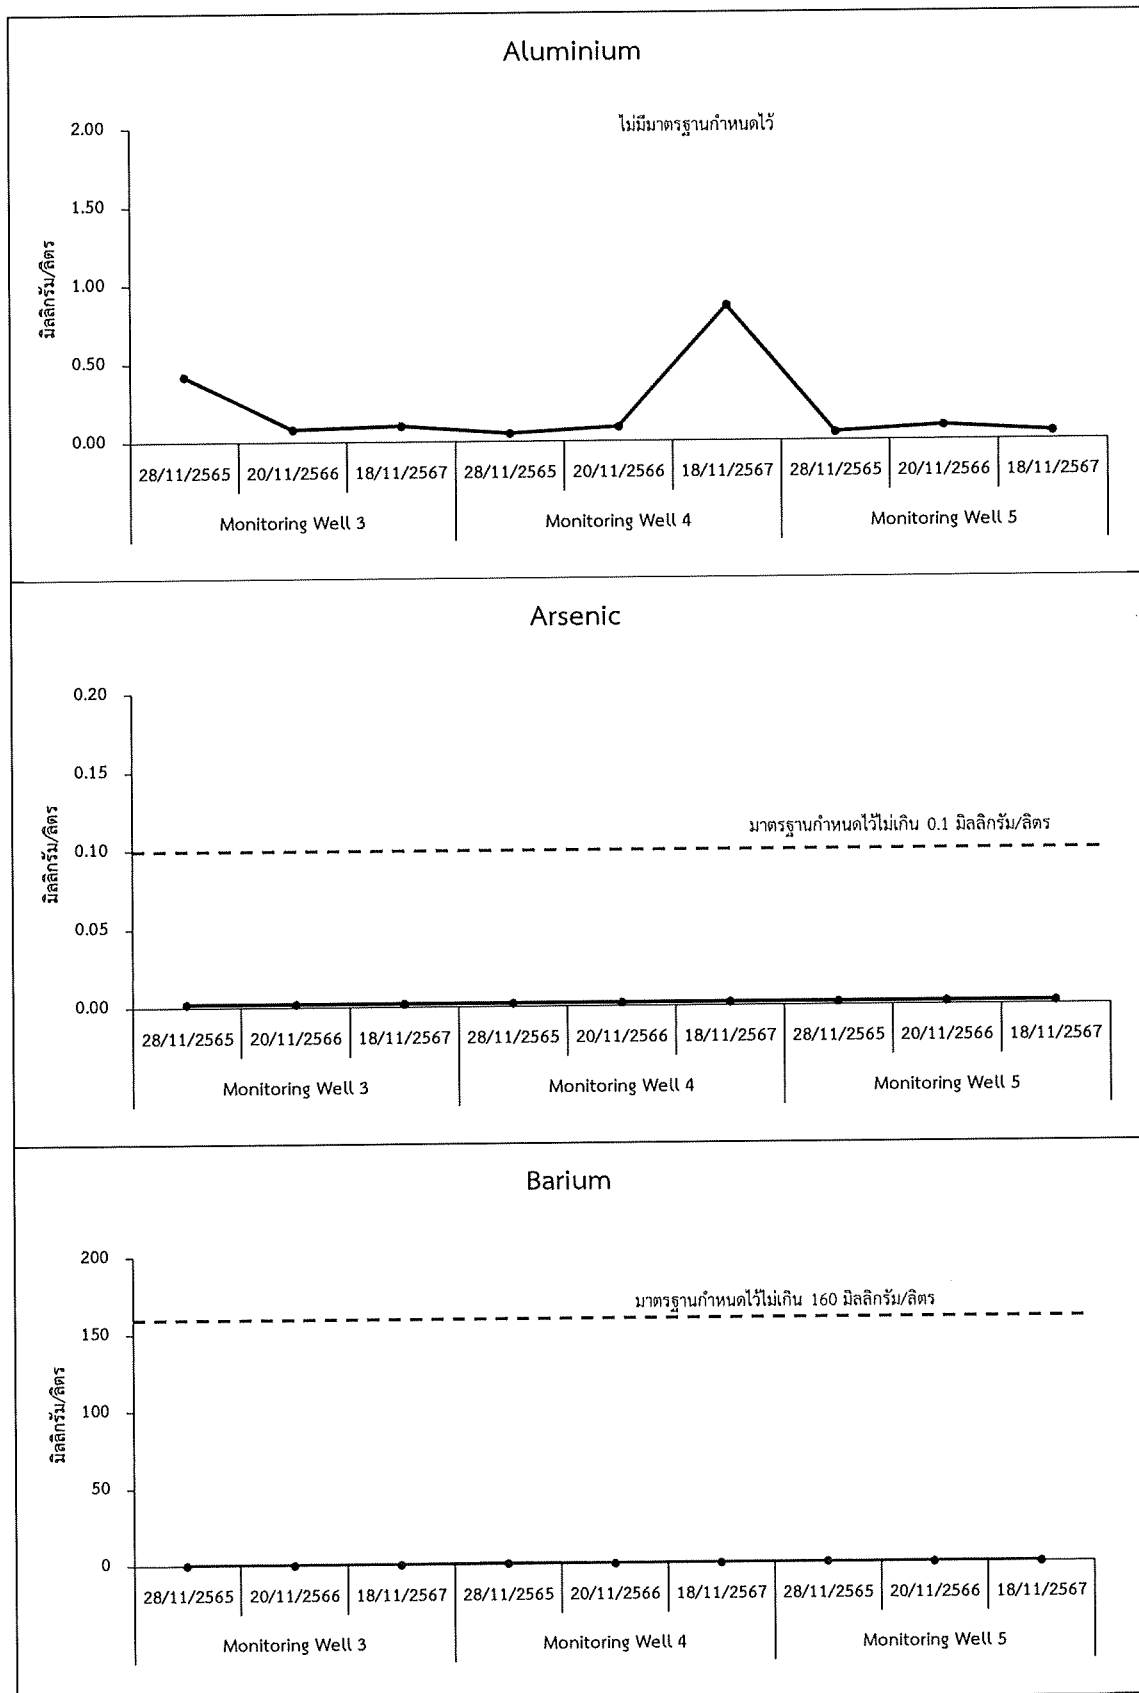 Aluminium
ไม่มีมาตรฐานกำหนดไว้
มิลลิกรัม/ลิตร
2.00
1.50
1.00
0.50
0.00
28/11/2565 20/11/2566 18/11/2567 28/11/2565 20/11/2566 18/11/2567 28/11/2565 20/11/2566 18/11/2567
Monitoring Well 3 Monitoring Well 4 Monitoring Well 5
Arsenic
มิลลิกรัม/ลิตร
0.20
0.15
มาตรฐานกำหนดไว้ไม่เกิน 0.1 มิลลิกรัม/ลิตร
0.10
0.05
0.00
28/11/2565 20/11/2566 18/11/2567 28/11/2565 20/11/2566 18/11/2567 28/11/2565 20/11/2566 18/11/2567
Monitoring Well 3 Monitoring Well 4 Monitoring Well 5
Barium
มิลลิกรัม/ลิตร
200
มาตรฐานกำหนดไว้ไม่เกิน 160 มิลลิกรัม/ลิตร
150
100
50
0
28/11/2565 20/11/2566 18/11/2567 28/11/2565 20/11/2566 18/11/2567 28/11/2565 20/11/2566 18/11/2567
Monitoring Well 3 Monitoring Well 4 Monitoring Well 5